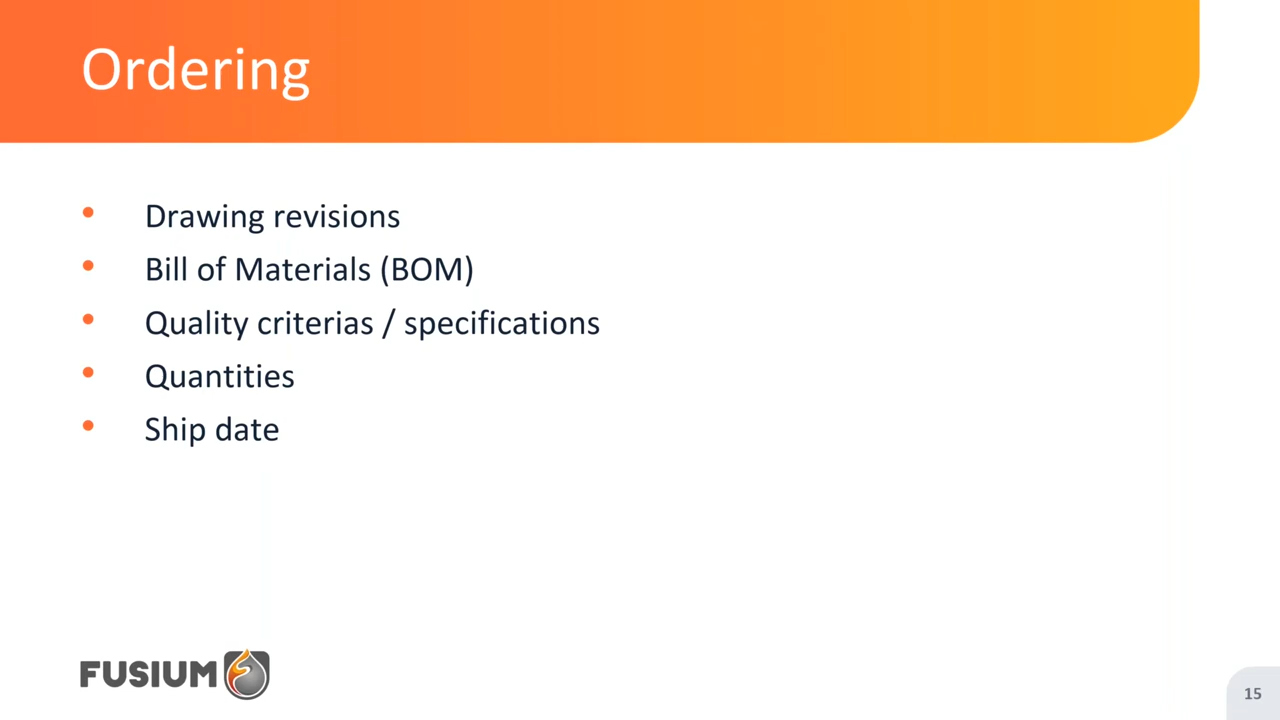 Ordering
• Drawing revisions
• Bill of Materials (BOM)
• Quality criterias / specifications
• Quantities
• Ship date
FUSIUM
15